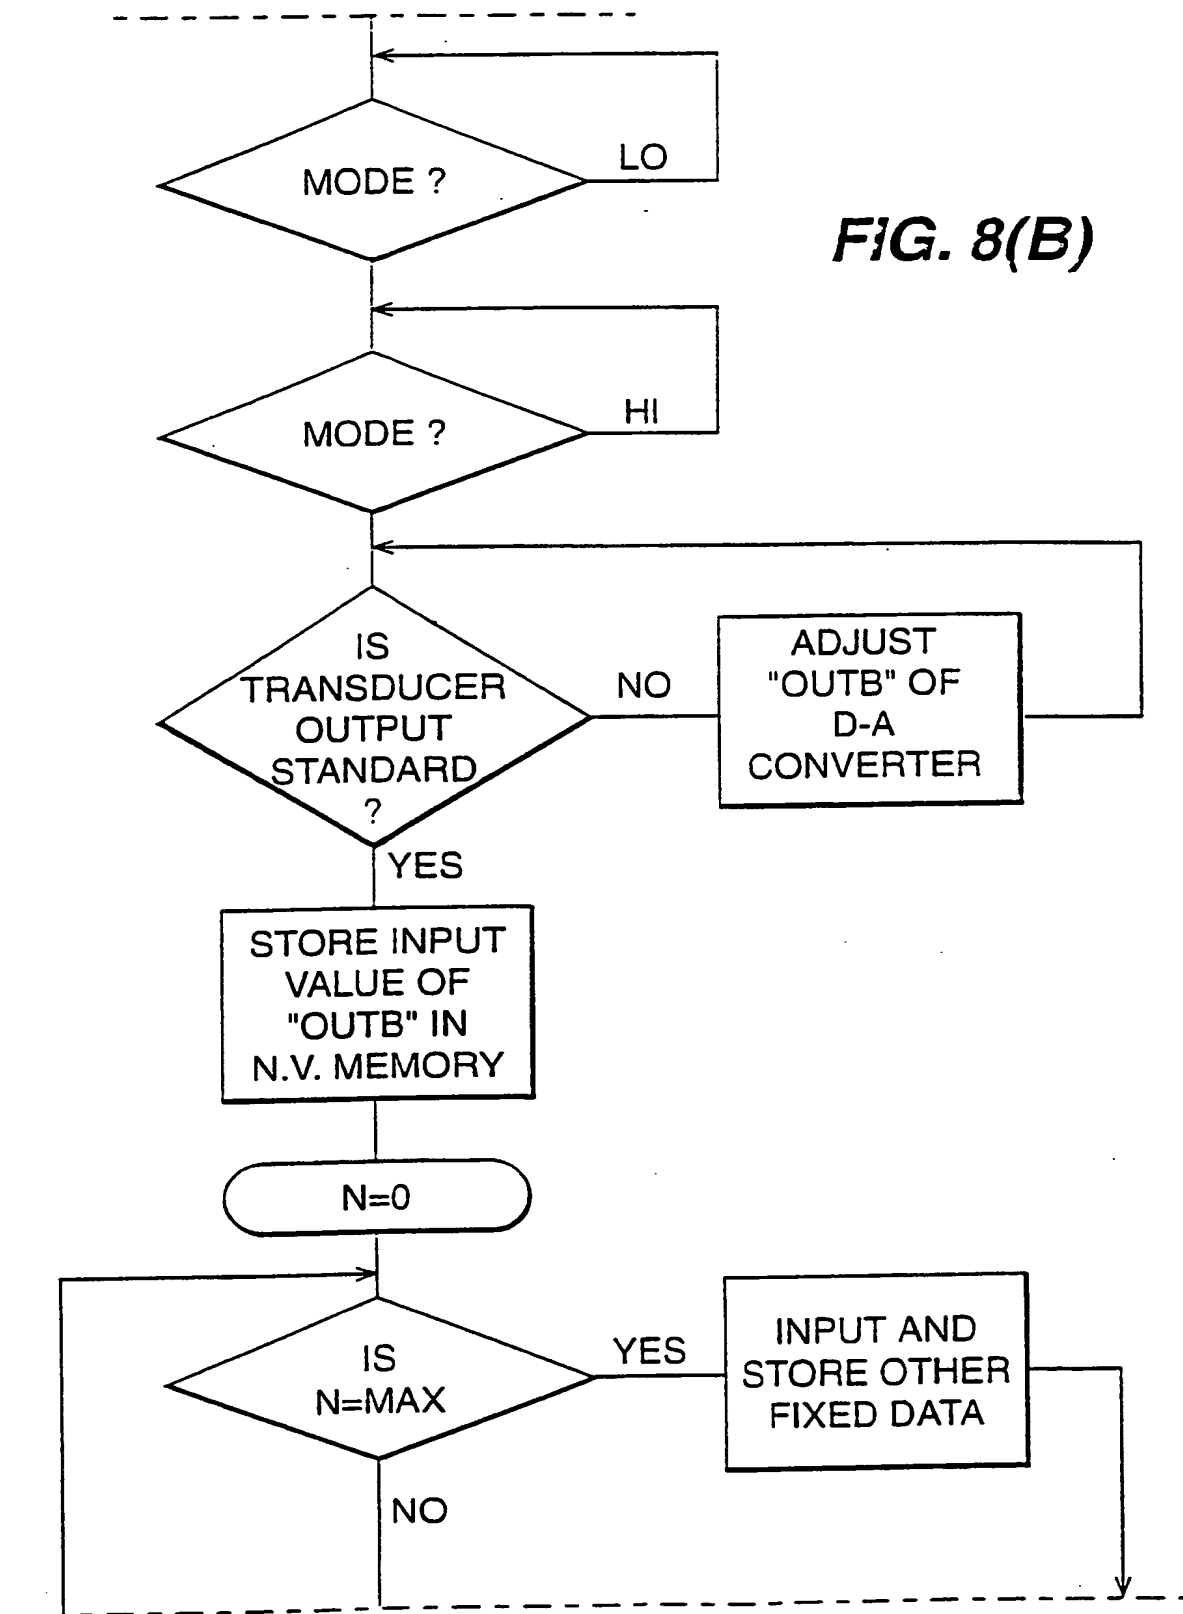 LO
MODE ?
FIG. 8(B)
HI
MODE ?
IS
TRANSDUCER
OUTPUT
STANDARD
?
NO
ADJUST
"OUTB" OF
D-A
CONVERTER
YES
STORE INPUT
VALUE OF
"OUTB" IN
N.V. MEMORY
N=0
IS
N=MAX
YES
INPUT AND
STORE OTHER
FIXED DATA
NO